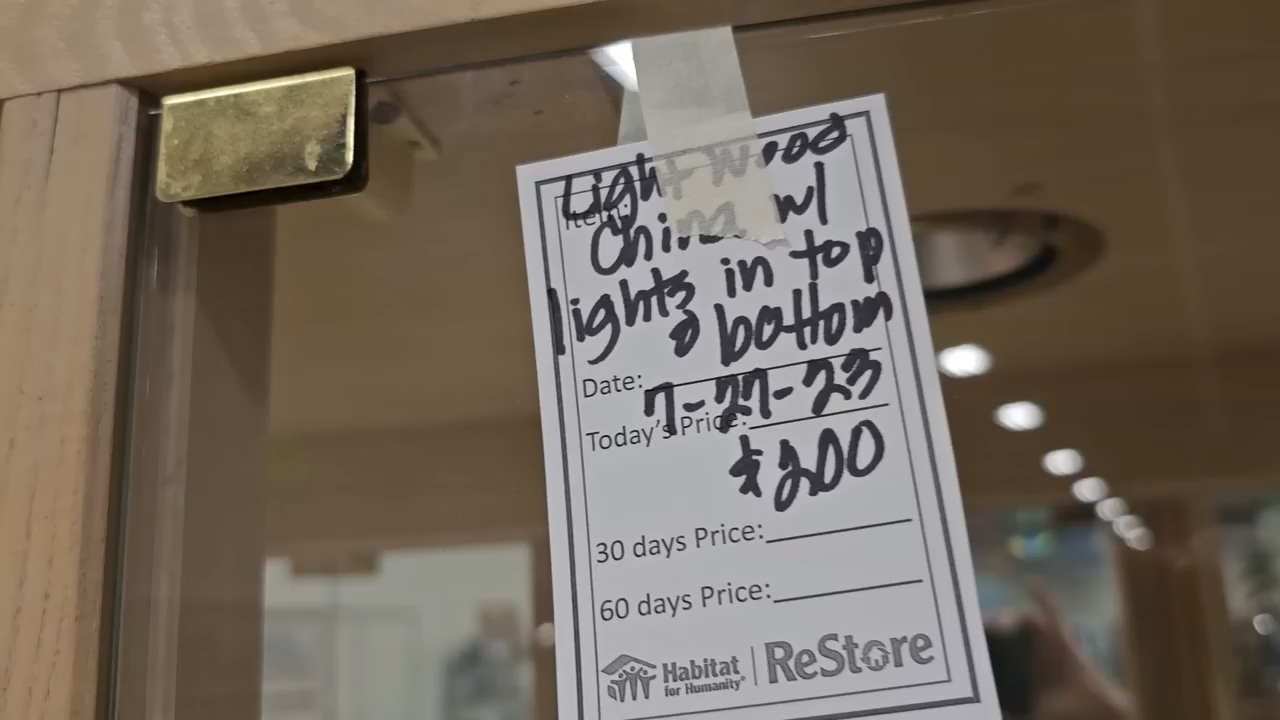 Light wood
Item:
China w/
lights in top
& bottom
Date:
7-27-23
Today's Price:
$200
30 days Price:
60 days Price:
Habitat for Humanity® | ReStore